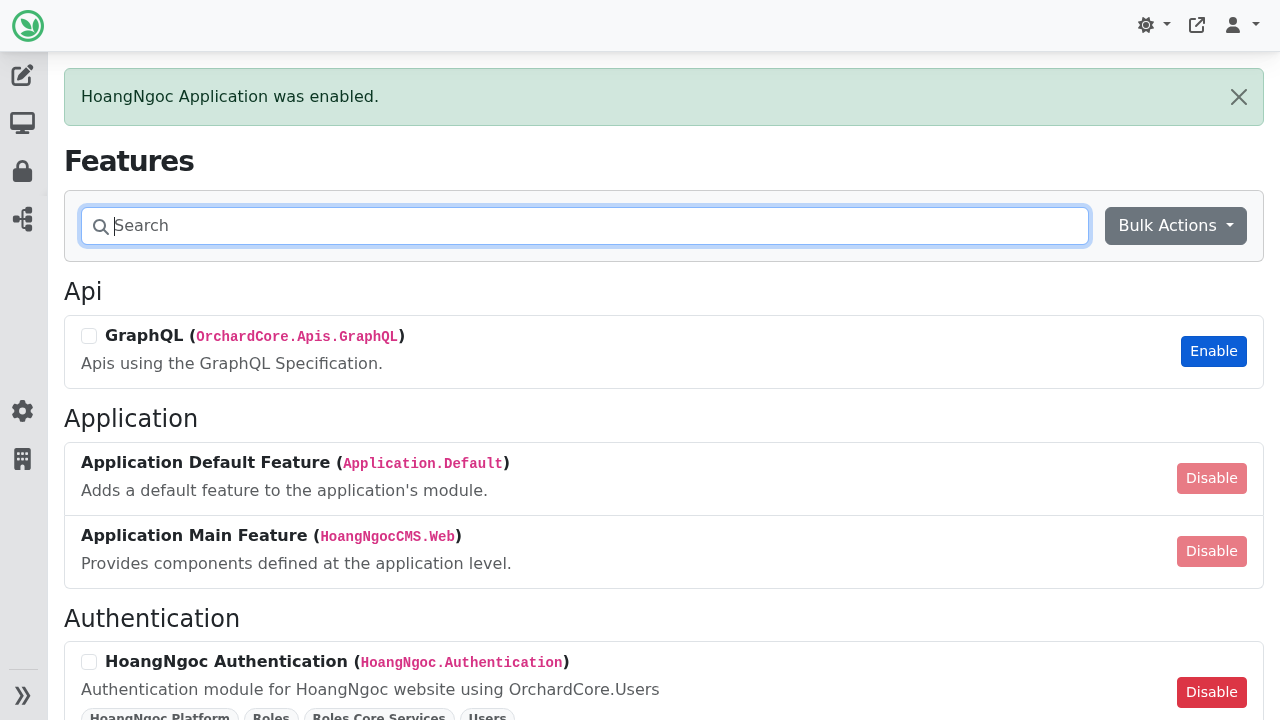 HoangNgoc Application was enabled.
Features
Search
Bulk Actions
Api
GraphQL (OrchardCore.Apis.GraphQL)
Apis using the GraphQL Specification.
Enable
Application
Application Default Feature (Application.Default)
Adds a default feature to the application's module.
Disable
Application Main Feature (HoangNgocCMS.Web)
Provides components defined at the application level.
Disable
Authentication
HoangNgoc Authentication (HoangNgoc.Authentication)
Authentication module for HoangNgoc website using OrchardCore.Users
Disable
HoangNgoc Platform Roles Roles Core Services Users